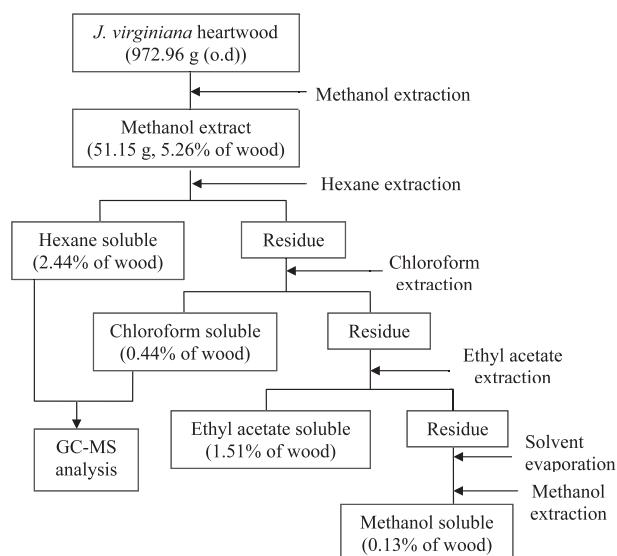 J. virginiana heartwood
(972.96 g (o.d))
Methanol extraction
Methanol extract
(51.15 g, 5.26% of wood)
Hexane extraction
Hexane soluble
(2.44% of wood)
Residue
Chloroform
extraction
Chloroform soluble
(0.44% of wood)
Residue
Ethyl acetate
extraction
Ethyl acetate soluble
(1.51% of wood)
Residue
GC-MS
analysis
Solvent
evaporation
Methanol
extraction
Methanol soluble
(0.13% of wood)